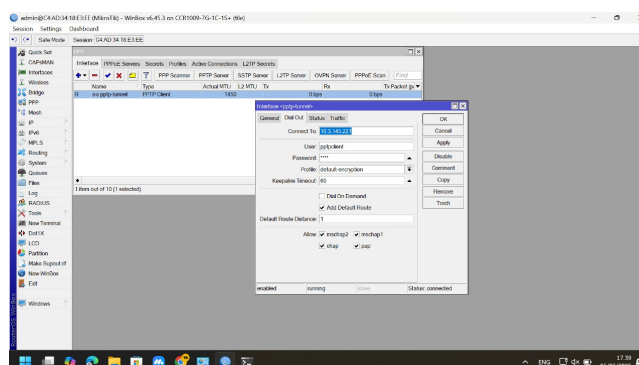 admin@C4:AD:34:18:E3:EE (MikroTik) - WinBox v6.45.3 on CCR1009-7G-1C-1S+ (tile)
Session Settings Dashboard
Safe Mode Session: C4:AD:34:18:E3:EE
Quick Set
CAPsMAN
Interfaces
Wireless
Bridge
PPP
Mesh
IP
IPv6
MPLS
Routing
System
Queues
Files
Log
RADIUS
Tools
New Terminal
Dot1X
LCD
Partition
Make Supout.rif
New WinBox
Exit
Windows
RouterOS WinBox
PPP
Interface PPPoE Servers Secrets Profiles Active Connections L2TP Secrets
PPP Scanner PPTP Server SSTP Server L2TP Server OVPN Server PPPoE Scan Find
Name Type Actual MTU L2 MTU Tx Rx Tx Packet (p/
R pptp-tunnel PPTP Client 1450 0 bps 0 bps
1 item out of 10 (1 selected)
Interface <pptp-tunnel>
General Dial Out Status Traffic
Connect To:
User: pptpclient
Password: ****
Profile: default-encryption
Keepalive Timeout: 60
Dial On Demand
Add Default Route
Default Route Distance: 1
Allow: mschap2 mschap1
chap pap
OK
Cancel
Apply
Disable
Comment
Copy
Remove
Torch
enabled running slave Status: connected
ENG 17.39